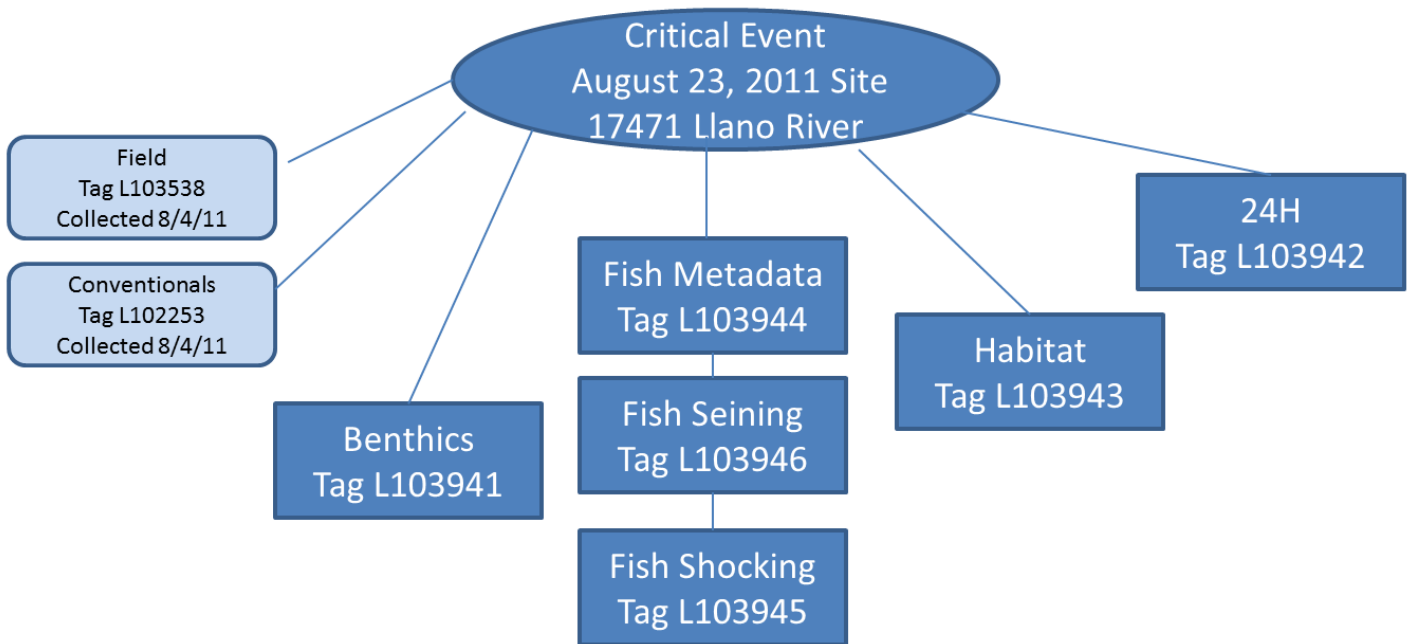 Critical Event
August 23, 2011 Site
17471 Llano River
Field
Tag L103538
Collected 8/4/11
Conventionals
Tag L102253
Collected 8/4/11
Benthics
Tag L103941
Fish Metadata
Tag L103944
Fish Seining
Tag L103946
Fish Shocking
Tag L103945
Habitat
Tag L103943
24H
Tag L103942